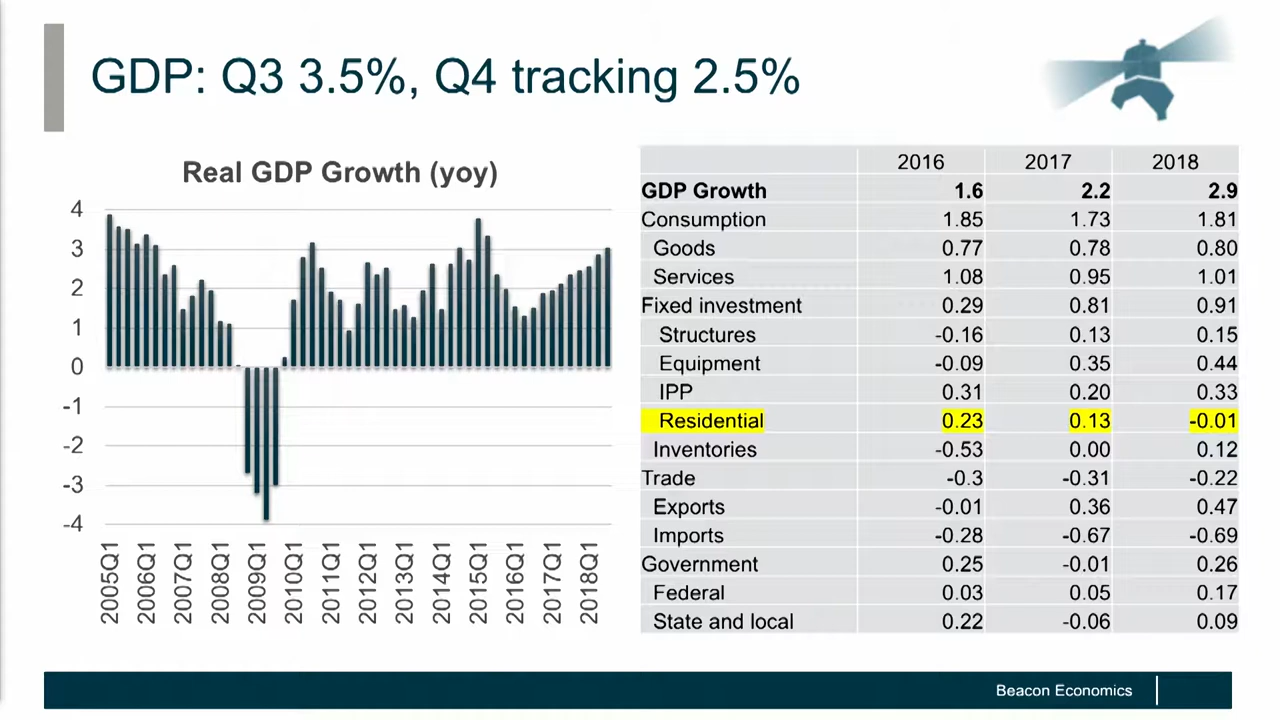 GDP: Q3 3.5%, Q4 tracking 2.5%
Real GDP Growth (yoy)
4
3
2
1
0
-1
-2
-3
-4
2005Q1
2006Q1
2007Q1
2008Q1
2009Q1
2010Q1
2011Q1
2012Q1
2013Q1
2014Q1
2015Q1
2016Q1
2017Q1
2018Q1
2016 2017 2018
GDP Growth 1.6 2.2 2.9
Consumption 1.85 1.73 1.81
Goods 0.77 0.78 0.80
Services 1.08 0.95 1.01
Fixed investment 0.29 0.81 0.91
Structures -0.16 0.13 0.15
Equipment -0.09 0.35 0.44
IPP 0.31 0.20 0.33
Residential 0.23 0.13 -0.01
Inventories -0.53 0.00 0.12
Trade -0.3 -0.31 -0.22
Exports -0.01 0.36 0.47
Imports -0.28 -0.67 -0.69
Government 0.25 -0.01 0.26
Federal 0.03 0.05 0.17
State and local 0.22 -0.06 0.09
Beacon Economics